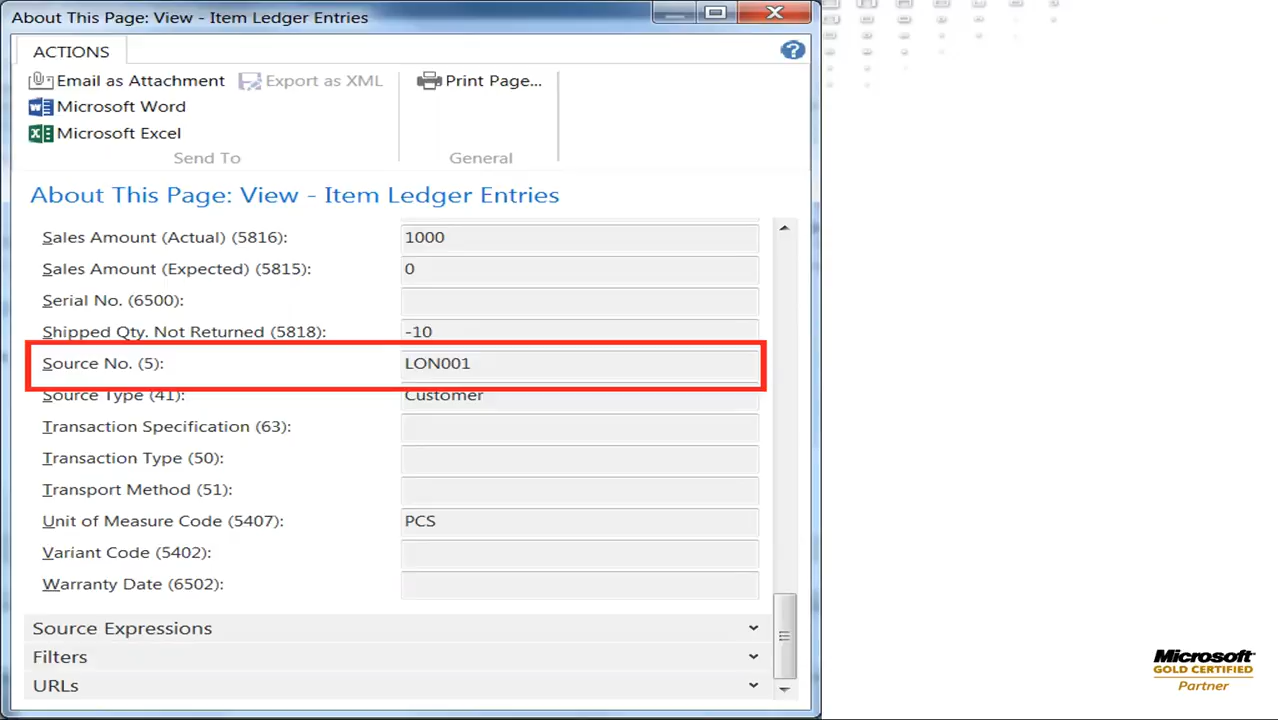 About This Page: View - Item Ledger Entries
ACTIONS
Email as Attachment Export as XML Print Page...
Microsoft Word
Microsoft Excel
Send To General
About This Page: View - Item Ledger Entries
Sales Amount (Actual) (5816): 1000
Sales Amount (Expected) (5815): 0
Serial No. (6500):
Shipped Qty. Not Returned (5818): -10
Source No. (5): LON001
Source Type (41): Customer
Transaction Specification (63):
Transaction Type (50):
Transport Method (51):
Unit of Measure Code (5407): PCS
Variant Code (5402):
Warranty Date (6502):
Source Expressions
Filters
URLs
Microsoft
GOLD CERTIFIED
Partner